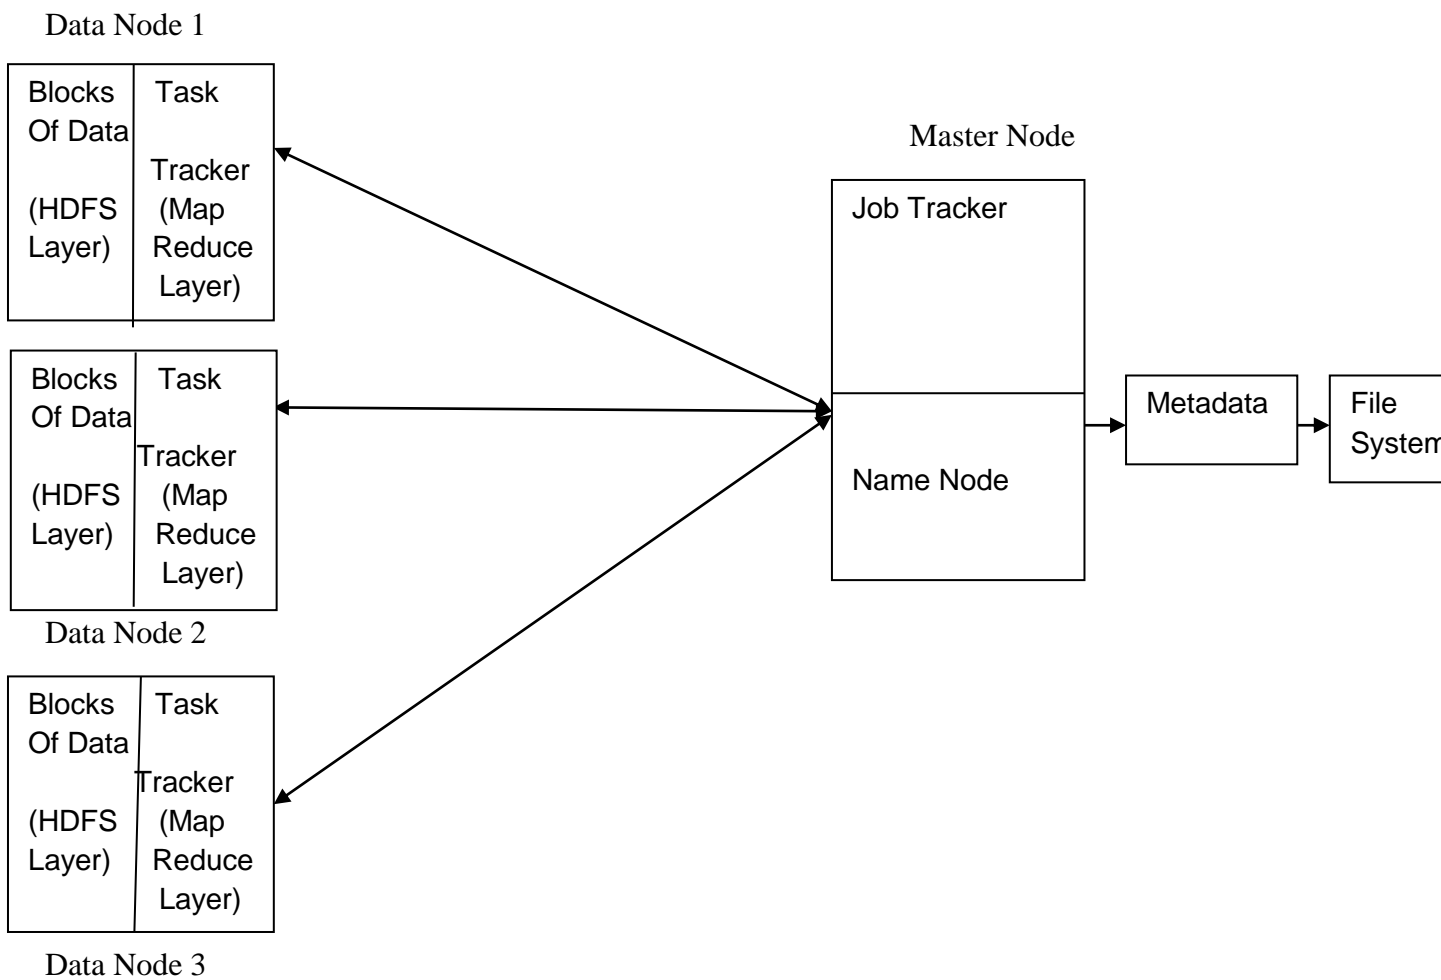 Data Node 1
Blocks
Of Data
(HDFS
Layer)
Task
Tracker
(Map
Reduce
Layer)
Blocks
Of Data
(HDFS
Layer)
Task
Tracker
(Map
Reduce
Layer)
Data Node 2
Blocks
Of Data
(HDFS
Layer)
Task
Tracker
(Map
Reduce
Layer)
Data Node 3
Master Node
Job Tracker
Name Node
Metadata
File
System